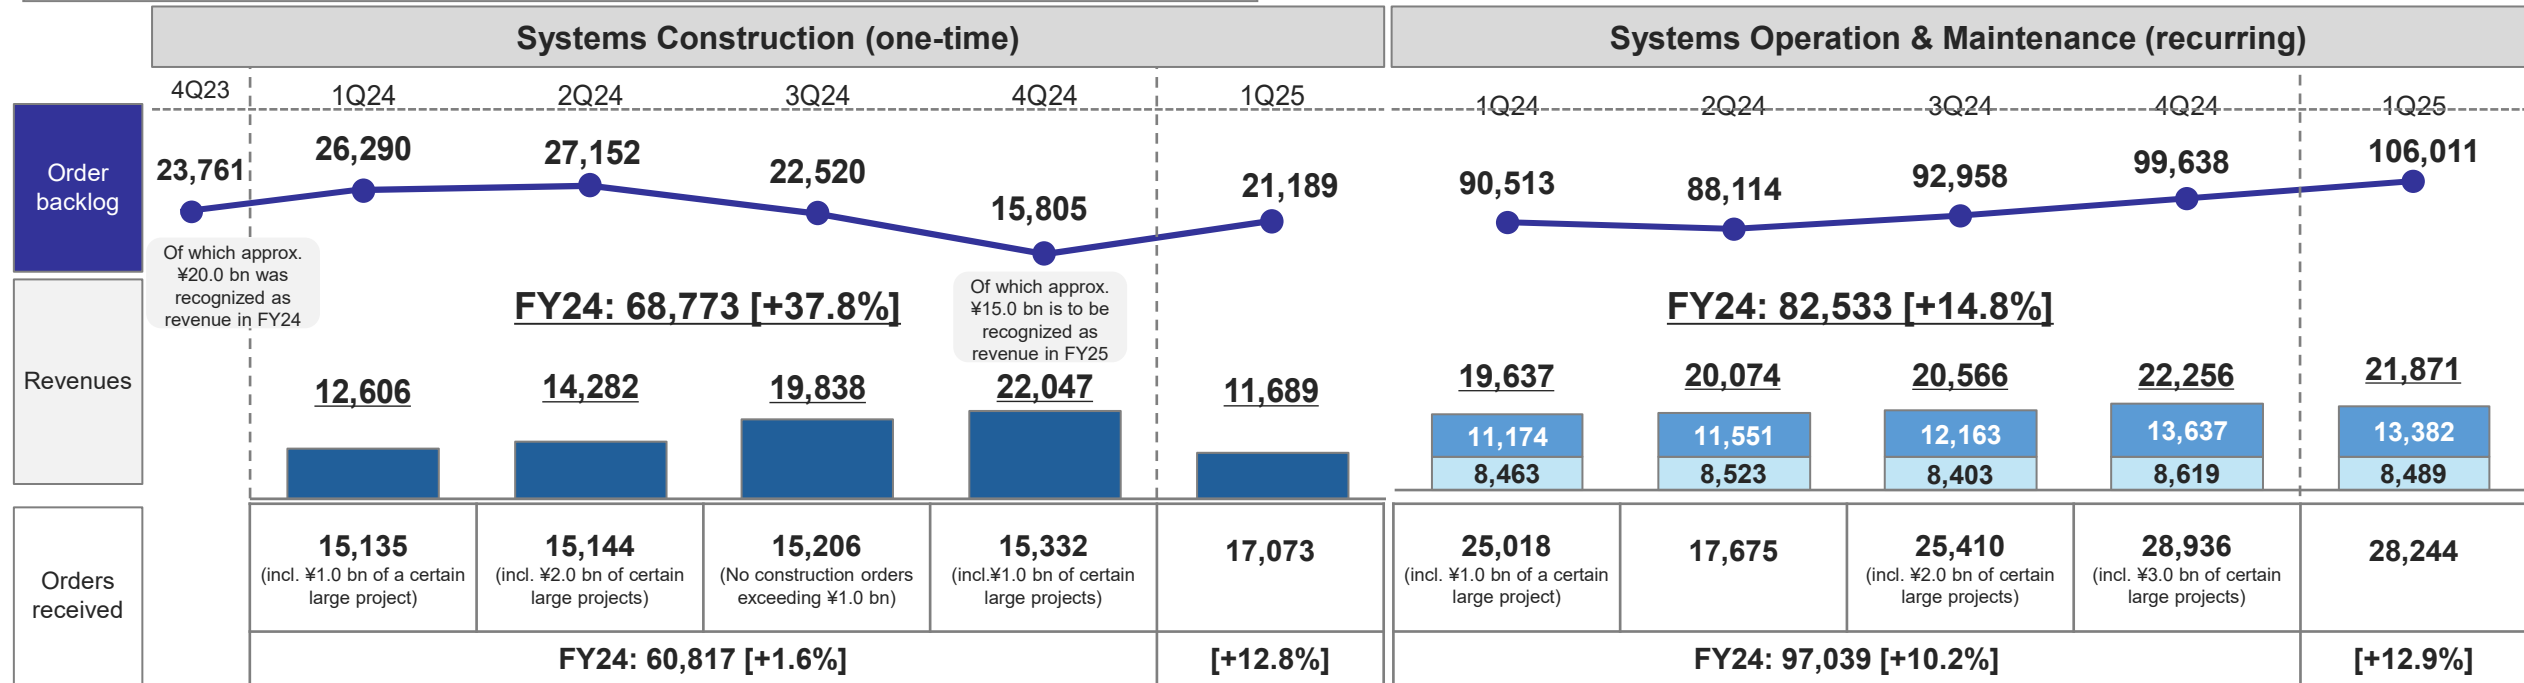 Systems Construction (one-time)
Systems Operation & Maintenance (recurring)
4Q23
1Q24
2Q24
3Q24
4Q24
1Q25
1Q24
2Q24
3Q24
4Q24
1Q25
Order
backlog
23,761
26,290
27,152
22,520
15,805
21,189
90,513
88,114
92,958
99,638
106,011
Of which approx.
¥20.0 bn was
recognized as
revenue in FY24
Of which approx.
¥15.0 bn is to be
recognized as
revenue in FY25
Revenues
FY24: 68,773 [+37.8%]
FY24: 82,533 [+14.8%]
12,606
14,282
19,838
22,047
11,689
19,637
20,074
20,566
22,256
21,871
11,174
11,551
12,163
13,637
13,382
8,463
8,523
8,403
8,619
8,489
Orders
received
15,135
(incl. ¥1.0 bn of a certain
large project)
15,144
(incl. ¥2.0 bn of certain
large projects)
15,206
(No construction orders
exceeding ¥1.0 bn)
15,332
(incl.¥1.0 bn of certain
large projects)
17,073
25,018
(incl. ¥1.0 bn of a certain
large project)
17,675
25,410
(incl. ¥2.0 bn of certain
large projects)
28,936
(incl. ¥3.0 bn of certain
large projects)
28,244
FY24: 60,817 [+1.6%]
[+12.8%]
FY24: 97,039 [+10.2%]
[+12.9%]